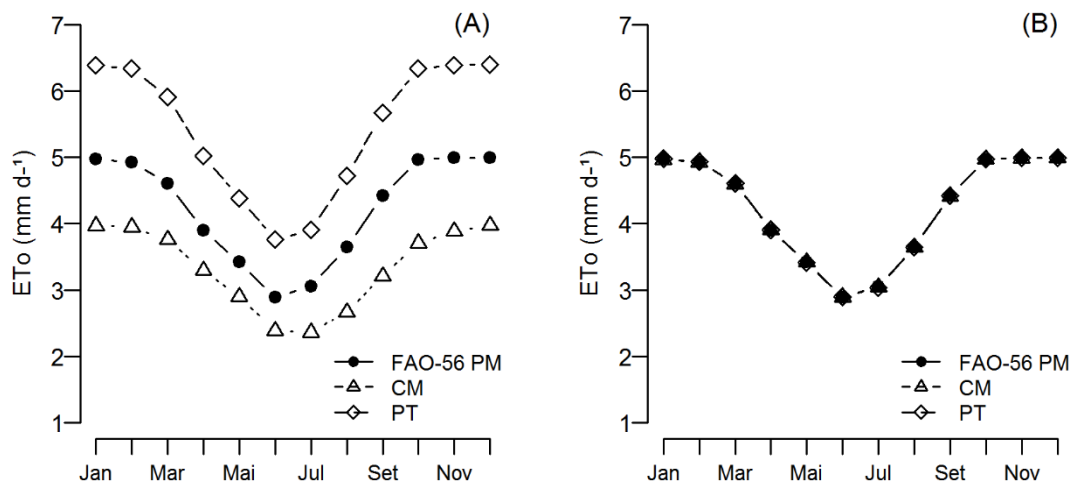 (A)
7
6
5
4
3
2
1
ETo (mm d-¹)
FAO-56 PM
CM
PT
Jan Mar Mai Jul Set Nov
(B)
7
6
5
4
3
2
1
ETo (mm d-¹)
FAO-56 PM
CM
PT
Jan Mar Mai Jul Set Nov